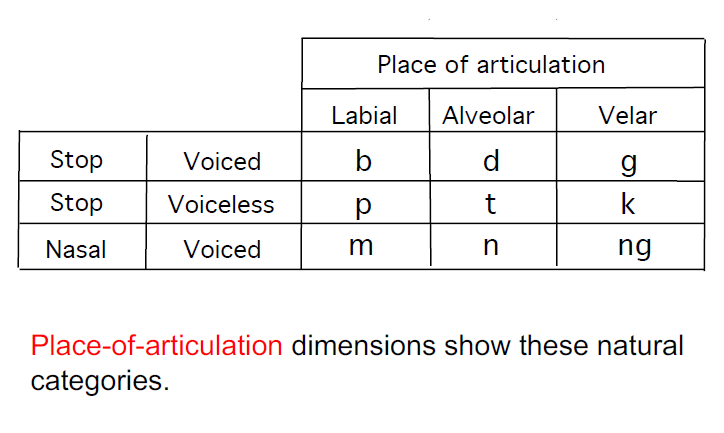 Place of articulation
Labial Alveolar Velar
Stop Voiced b d g
Stop Voiceless p t k
Nasal Voiced m n ng
Place-of-articulation dimensions show these natural
categories.